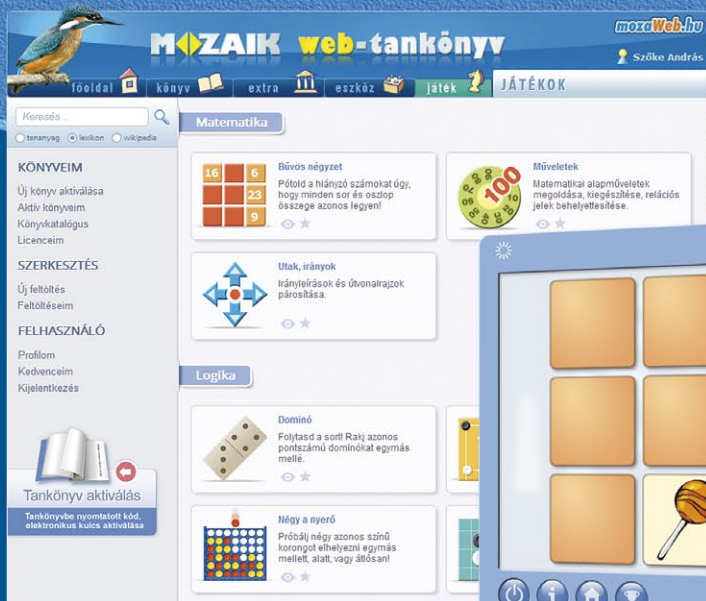 MOZAIK web-tankönyv
mozaWeb.hu
Szőke András
főoldal
könyv
extra
eszköz
játék
JÁTÉKOK
Keresés...
tananyag lexikon wikipedia
KÖNYVEIM
Új könyv aktiválása
Aktív könyveim
Könyvkatalógus
Licenceim
SZERKESZTÉS
Új feltöltés
Feltöltéseim
FELHASZNÁLÓ
Profilom
Kedvenceim
Kijelentkezés
Tankönyv aktiválás
Tankönyvbe nyomtatott kód,
elektronikus kulcs aktiválása
Matematika
16 6
23
9
Bűvös négyzet
Pótold a hiányzó számokat úgy,
hogy minden sor és oszlop
összege azonos legyen!
100
Műveletek
Matematikai alapműveletek
megoldása, kiegészítése, relációs
jelek behelyettesítése.
Utak, irányok
Irányleírások és útvonalrajzok
párosítása.
Logika
Dominó
Folytasd a sort! Rakj azonos
pontszámú dominókat egymás
mellé.
Négy a nyerő
Próbálj négy azonos színű
korongot elhelyezni egymás
mellett, alatt, vagy átlósan!